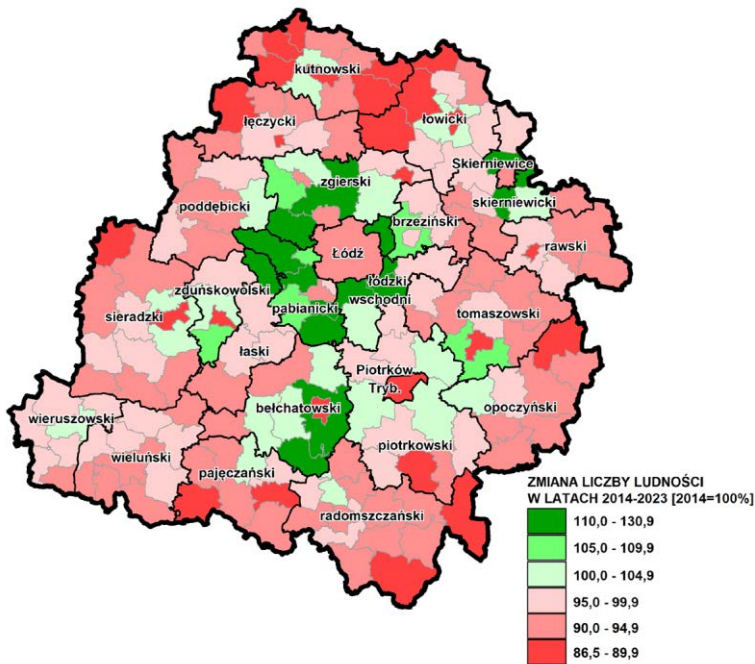 kutnowski
łęczycki
łowicki
Skierniewice
zgierski
skierniewicki
poddębicki
brzeziński
rawski
Łódź
łódzki
wschodni
zduńskowolski
sieradzki
pabianicki
tomaszowski
łaski
Piotrków
Tryb.
bełchatowski
opoczyński
wieruszowski
piotrkowski
wieluński
pajęczański
radomszczański
ZMIANA LICZBY LUDNOŚCI
W LATACH 2014-2023 [2014=100%]
110,0 - 130,9
105,0 - 109,9
100,0 - 104,9
95,0 - 99,9
90,0 - 94,9
86,5 - 89,9